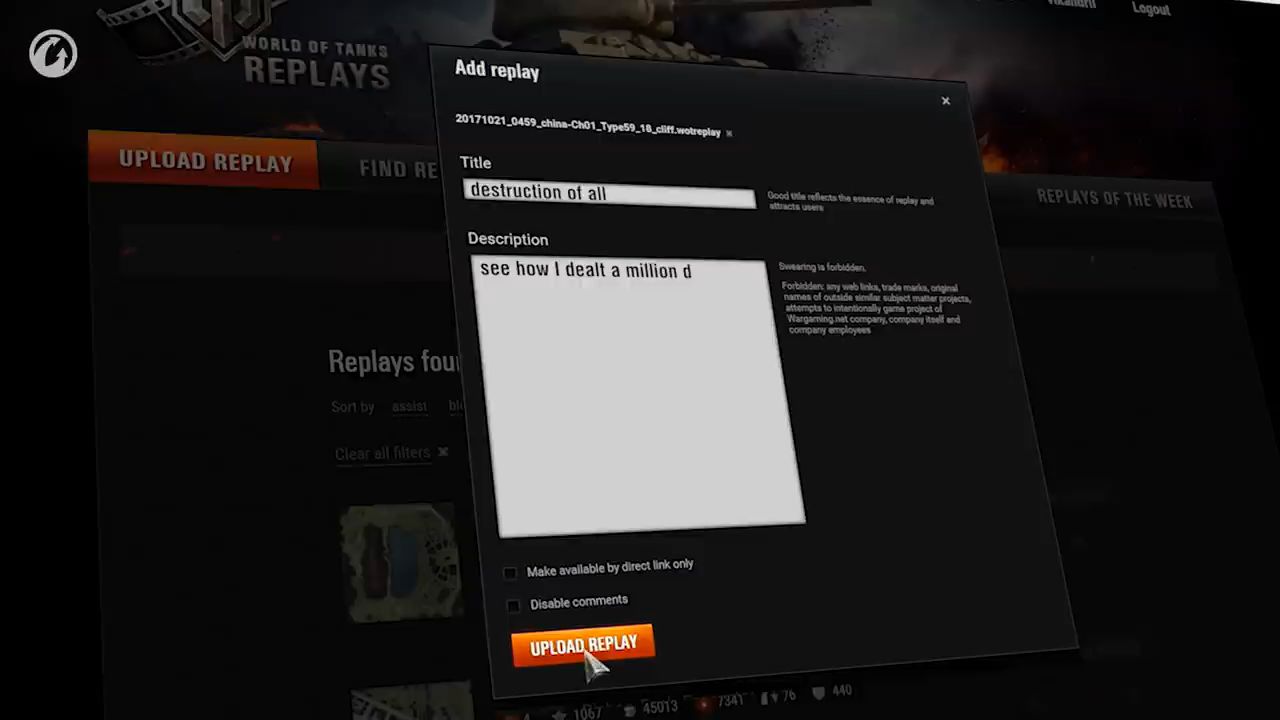 Logout
WORLD OF TANKS
REPLAYS
Add replay
20171021_0459_china-Ch01_Type59_18_cliff.wotreplay
UPLOAD REPLAY
FIND RE
REPLAYS OF THE WEEK
Title
destruction of all
Good title reflects the essence of replay and
attracts users
Description
see how I dealt a million d
Swearing is forbidden.
Forbidden: any web links, trade marks, original
names of outside similar subject matter projects,
attempts to intentionally game project of
Wargaming.net company, company itself and
company employees
Replays four
Sort by assist blo
Clear all filters
Make available by direct link only
Disable comments
UPLOAD REPLAY
1067 45013 7341 76 440